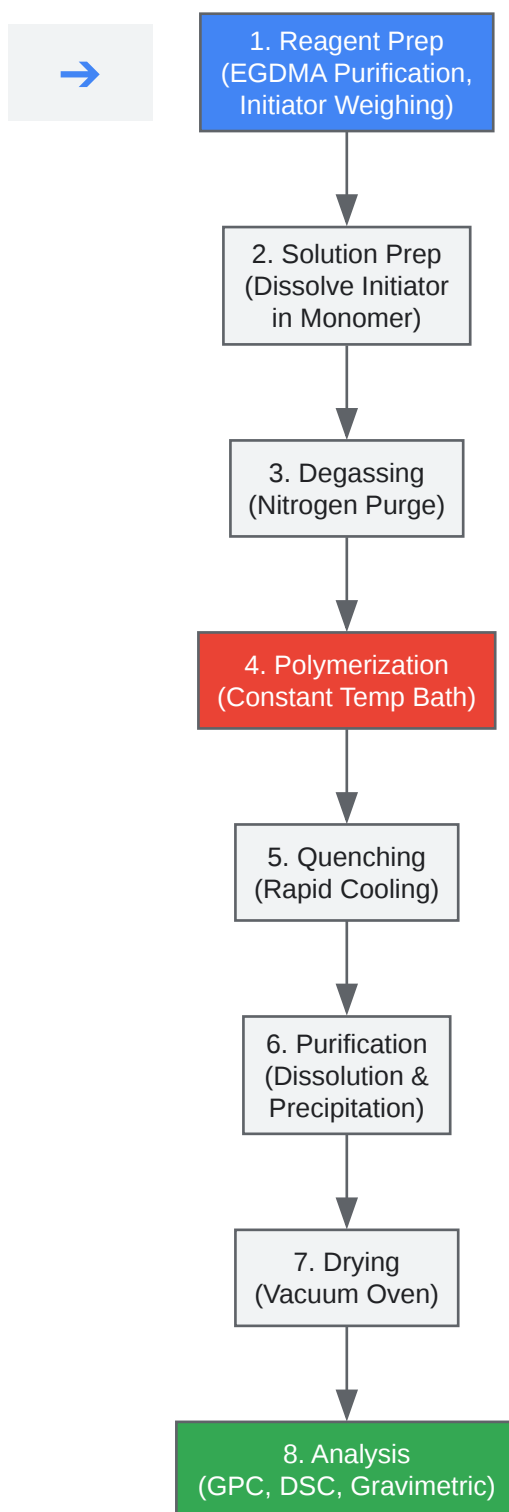 1. Reagent Prep
(EGDMA Purification,
Initiator Weighing)
2. Solution Prep
(Dissolve Initiator
in Monomer)
3. Degassing
(Nitrogen Purge)
4. Polymerization
(Constant Temp Bath)
5. Quenching
(Rapid Cooling)
6. Purification
(Dissolution &
Precipitation)
7. Drying
(Vacuum Oven)
8. Analysis
(GPC, DSC, Gravimetric)